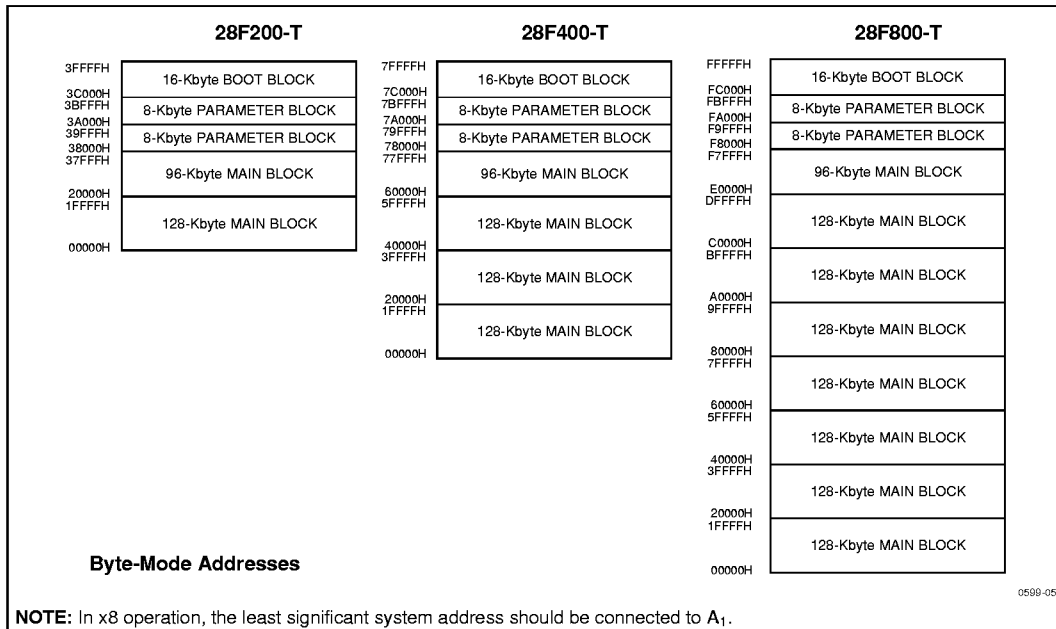 28F200-T
3FFFFH
16-Kbyte BOOT BLOCK
3C000H
3BFFFH
8-Kbyte PARAMETER BLOCK
3A000H
39FFFH
8-Kbyte PARAMETER BLOCK
38000H
37FFFH
96-Kbyte MAIN BLOCK
20000H
1FFFFH
128-Kbyte MAIN BLOCK
00000H
28F400-T
7FFFFH
16-Kbyte BOOT BLOCK
7C000H
7BFFFH
8-Kbyte PARAMETER BLOCK
7A000H
79FFFH
8-Kbyte PARAMETER BLOCK
78000H
77FFFH
96-Kbyte MAIN BLOCK
60000H
5FFFFH
128-Kbyte MAIN BLOCK
40000H
3FFFFH
128-Kbyte MAIN BLOCK
20000H
1FFFFH
128-Kbyte MAIN BLOCK
00000H
28F800-T
FFFFFH
16-Kbyte BOOT BLOCK
FC000H
FBFFFH
8-Kbyte PARAMETER BLOCK
FA000H
F9FFFH
8-Kbyte PARAMETER BLOCK
F8000H
F7FFFH
96-Kbyte MAIN BLOCK
E0000H
DFFFFH
128-Kbyte MAIN BLOCK
C0000H
BFFFFH
128-Kbyte MAIN BLOCK
A0000H
9FFFFH
128-Kbyte MAIN BLOCK
80000H
7FFFFH
128-Kbyte MAIN BLOCK
60000H
5FFFFH
128-Kbyte MAIN BLOCK
40000H
3FFFFH
128-Kbyte MAIN BLOCK
20000H
1FFFFH
128-Kbyte MAIN BLOCK
00000H
Byte-Mode Addresses
0599-05
NOTE: In x8 operation, the least significant system address should be connected to A₁.